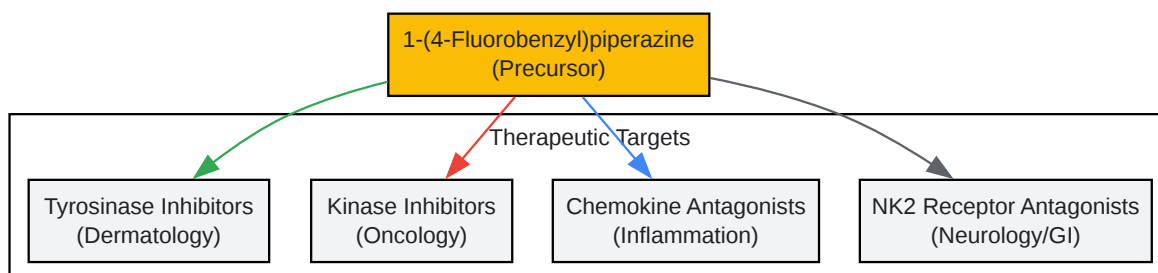 1-(4-Fluorobenzyl)piperazine
(Precursor)
Therapeutic Targets
Tyrosinase Inhibitors
(Dermatology)
Kinase Inhibitors
(Oncology)
Chemokine Antagonists
(Inflammation)
NK2 Receptor Antagonists
(Neurology/GI)